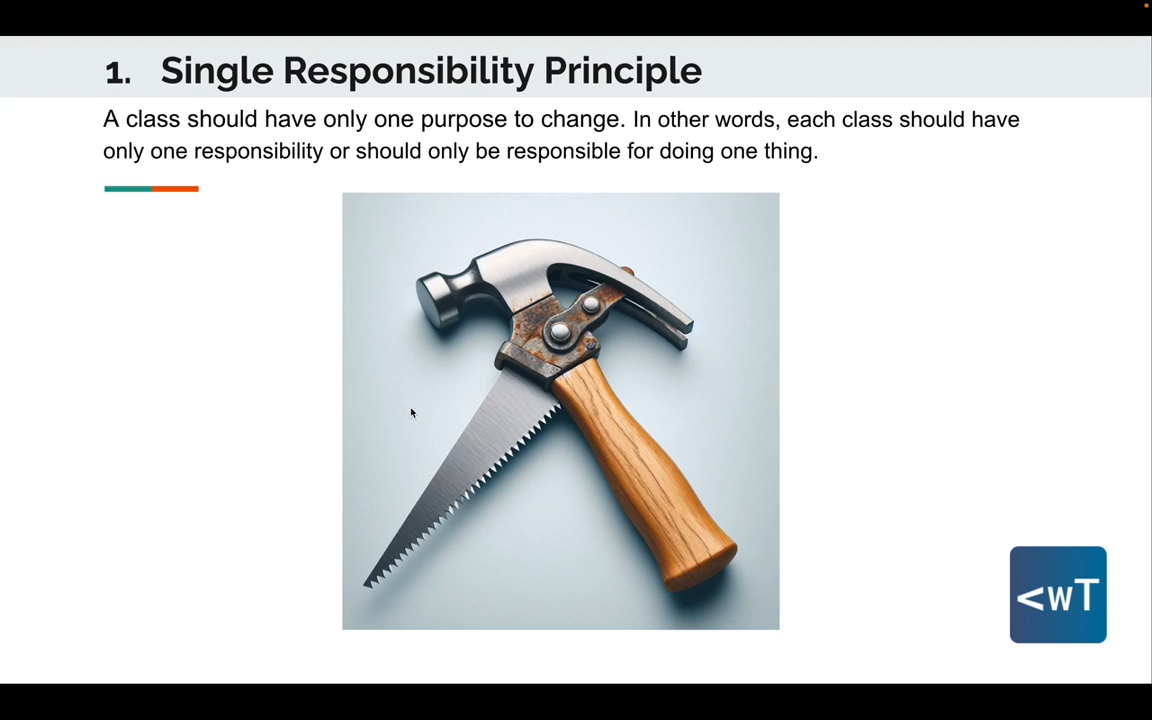 1. Single Responsibility Principle
A class should have only one purpose to change. In other words, each class should have
only one responsibility or should only be responsible for doing one thing.
<wT